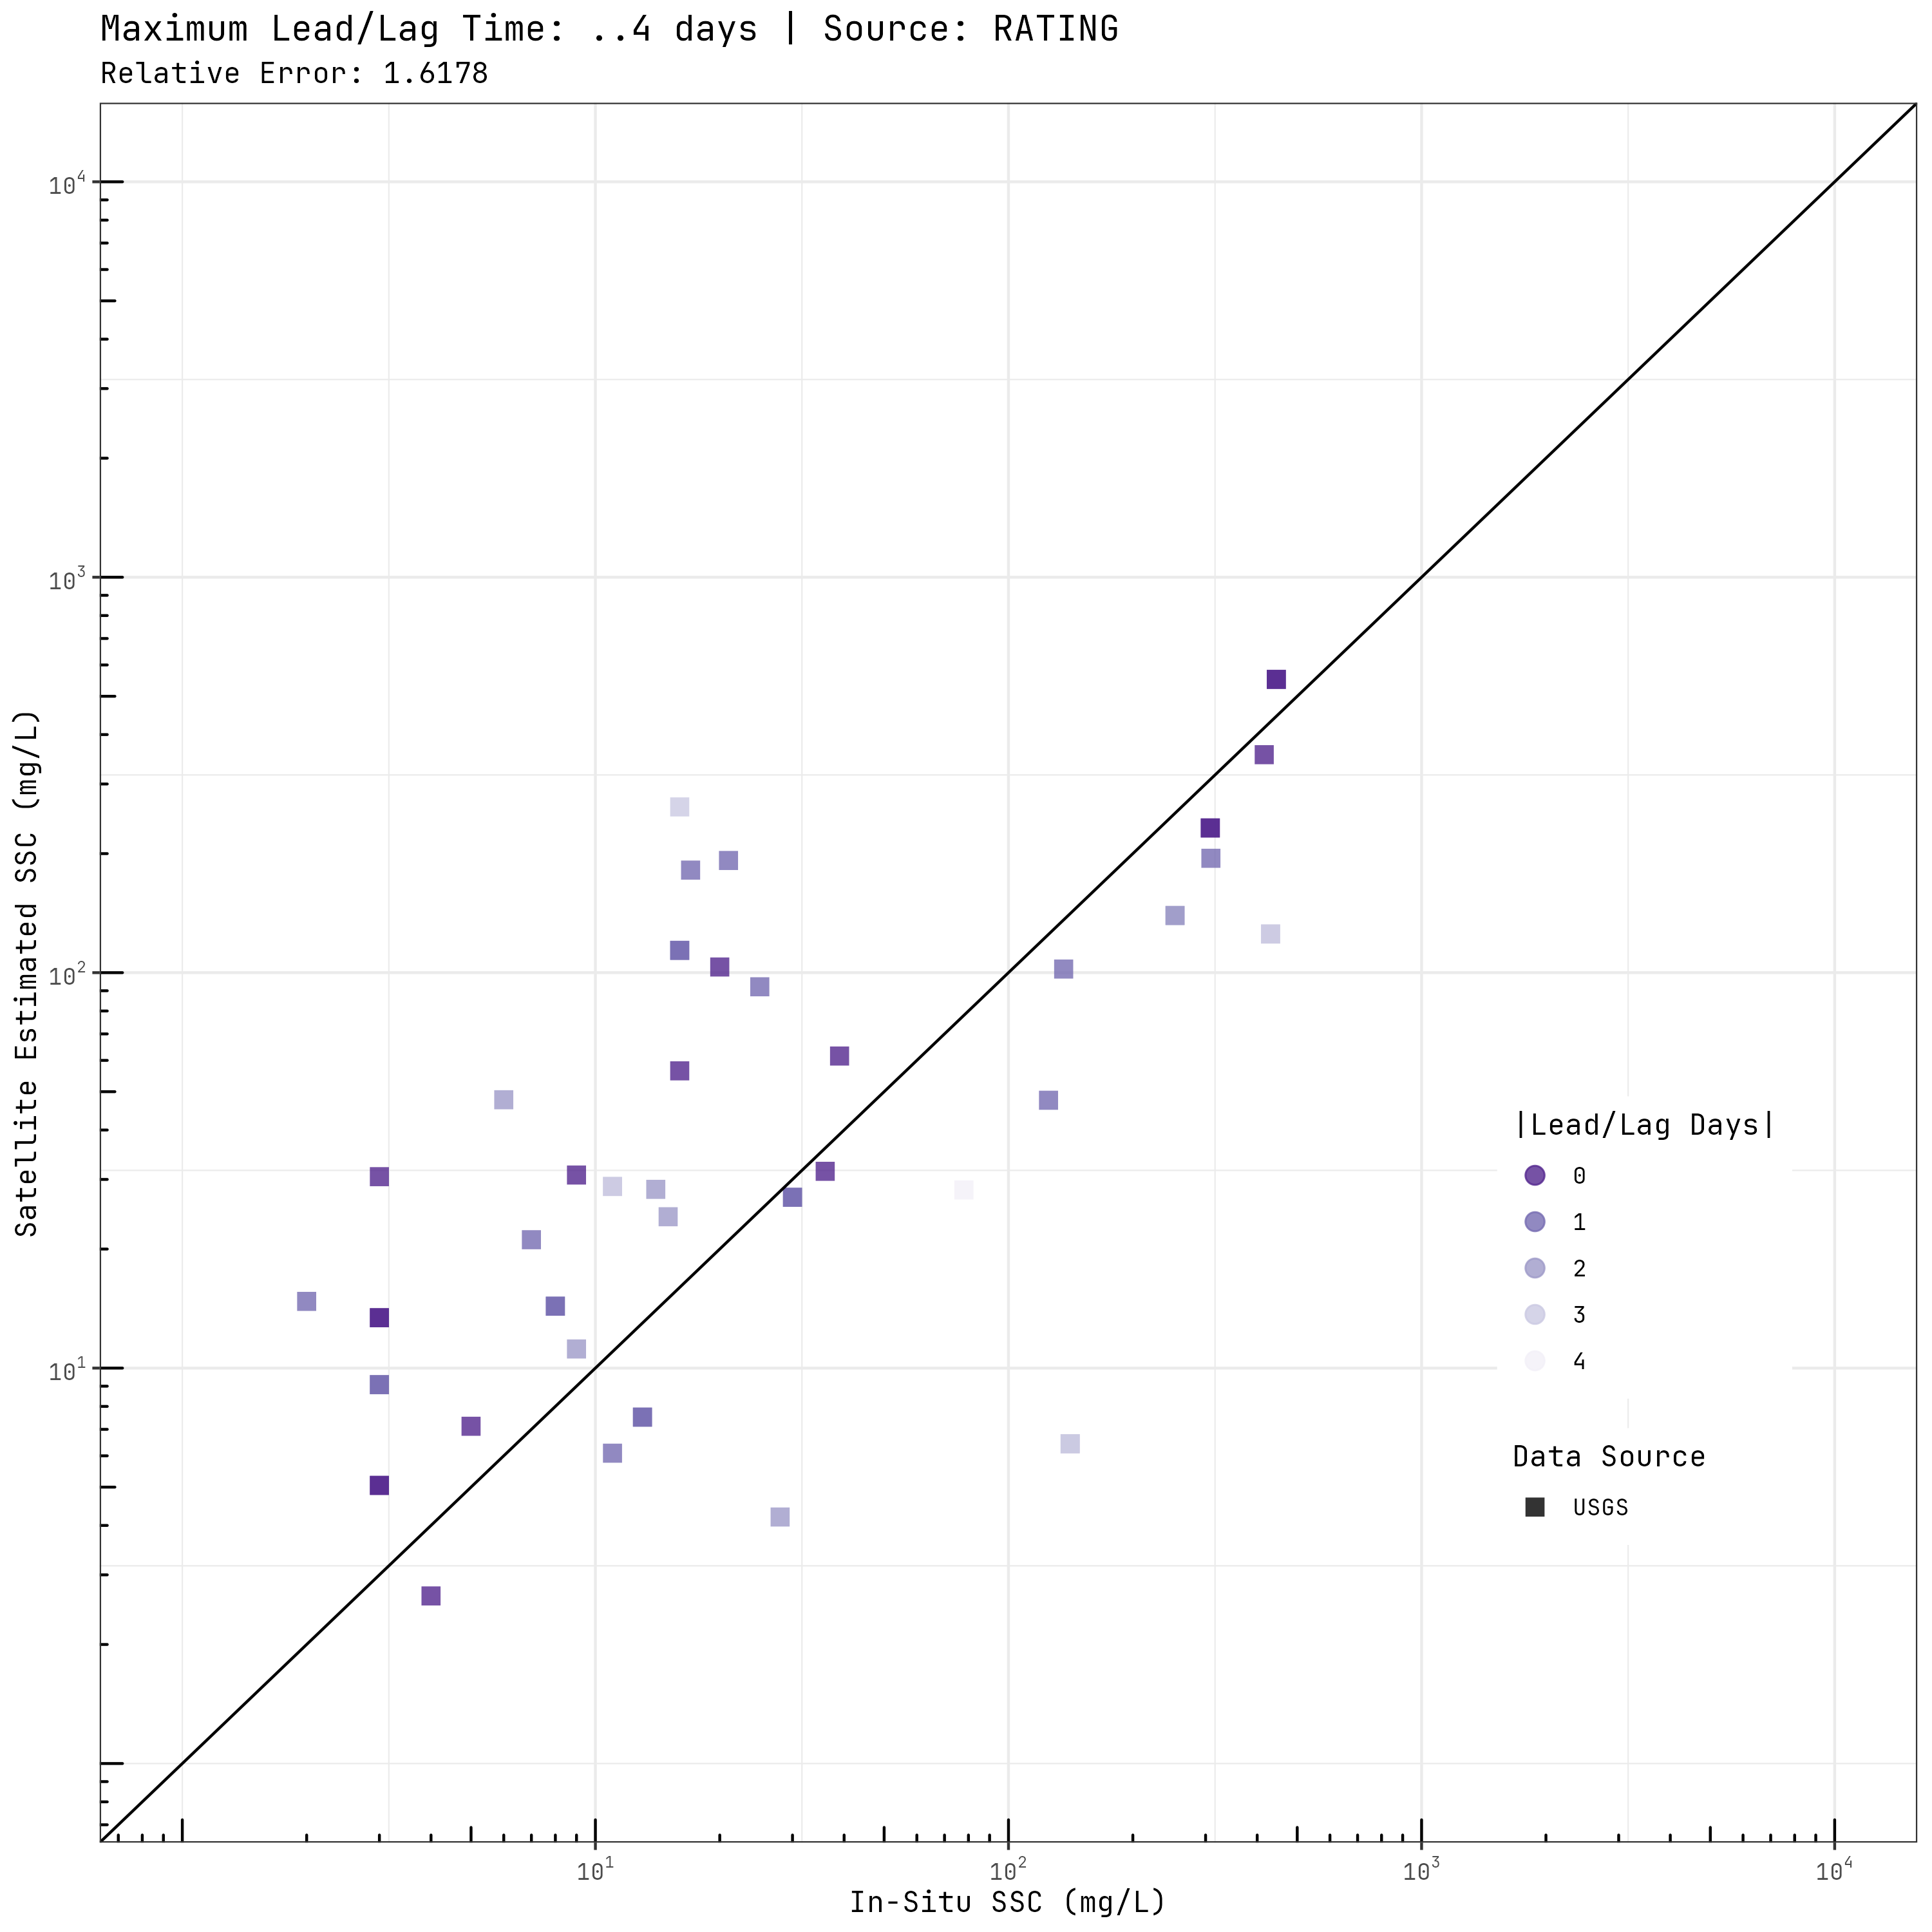 Maximum Lead/Lag Time: ..4 days | Source: RATING
Relative Error: 1.6178
Satellite Estimated SSC (mg/L)
10⁴
10³
10²
10¹
|Lead/Lag Days|
0
1
2
3
4
Data Source
USGS
10¹ 10² 10³ 10⁴
In-Situ SSC (mg/L)